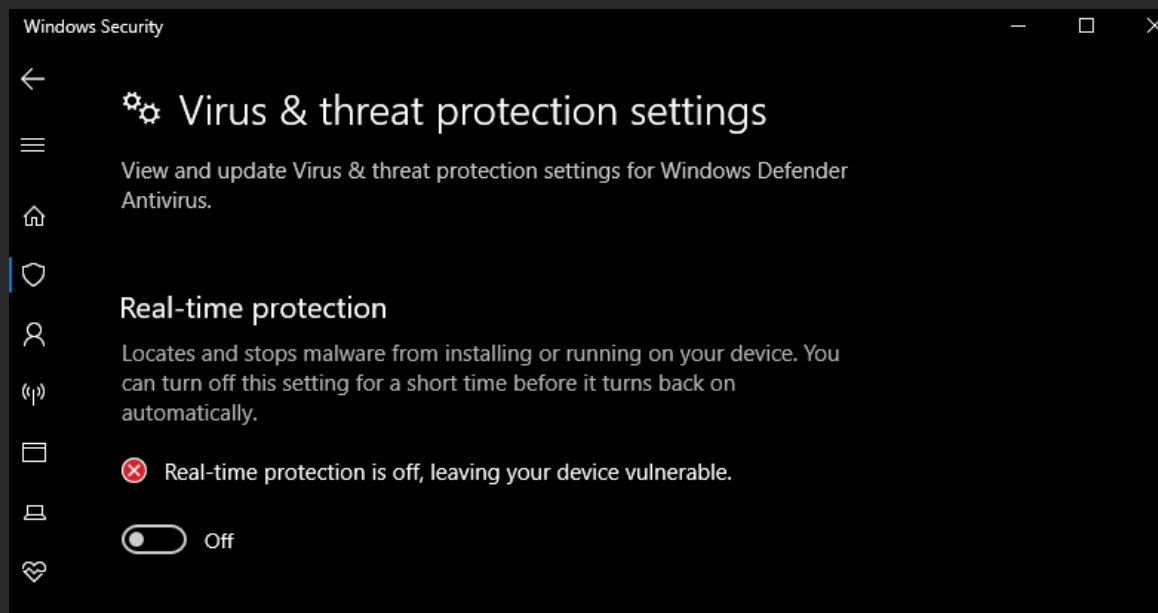 Windows Security
Virus & threat protection settings
View and update Virus & threat protection settings for Windows Defender
Antivirus.
Real-time protection
Locates and stops malware from installing or running on your device. You
can turn off this setting for a short time before it turns back on
automatically.
Real-time protection is off, leaving your device vulnerable.
Off